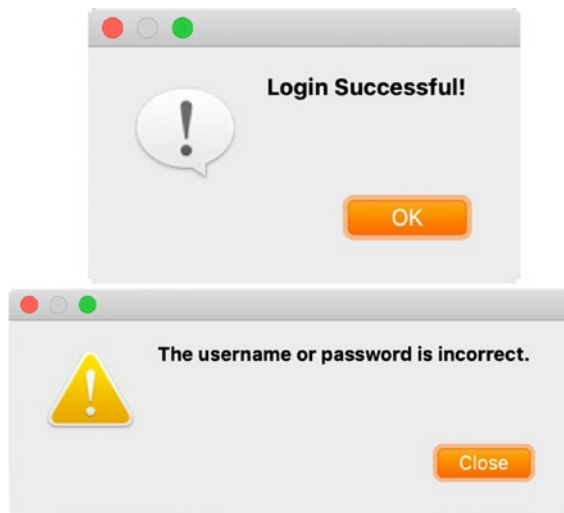 Login Successful!
OK
The username or password is incorrect.
Close